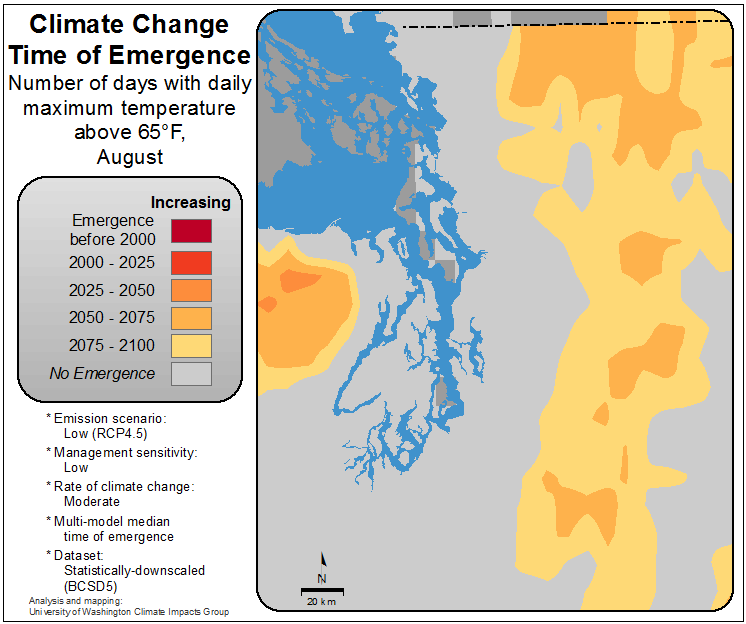 Climate Change
Time of Emergence
Number of days with daily
maximum temperature
above 65°F,
August
Increasing
Emergence
before 2000
2000 - 2025
2025 - 2050
2050 - 2075
2075 - 2100
No Emergence
* Emission scenario:
Low (RCP4.5)
* Management sensitivity:
Low
* Rate of climate change:
Moderate
* Multi-model median
time of emergence
* Dataset:
Statistically-downscaled
(BCSD5)
Analysis and mapping:
University of Washington Climate Impacts Group
N
20 km